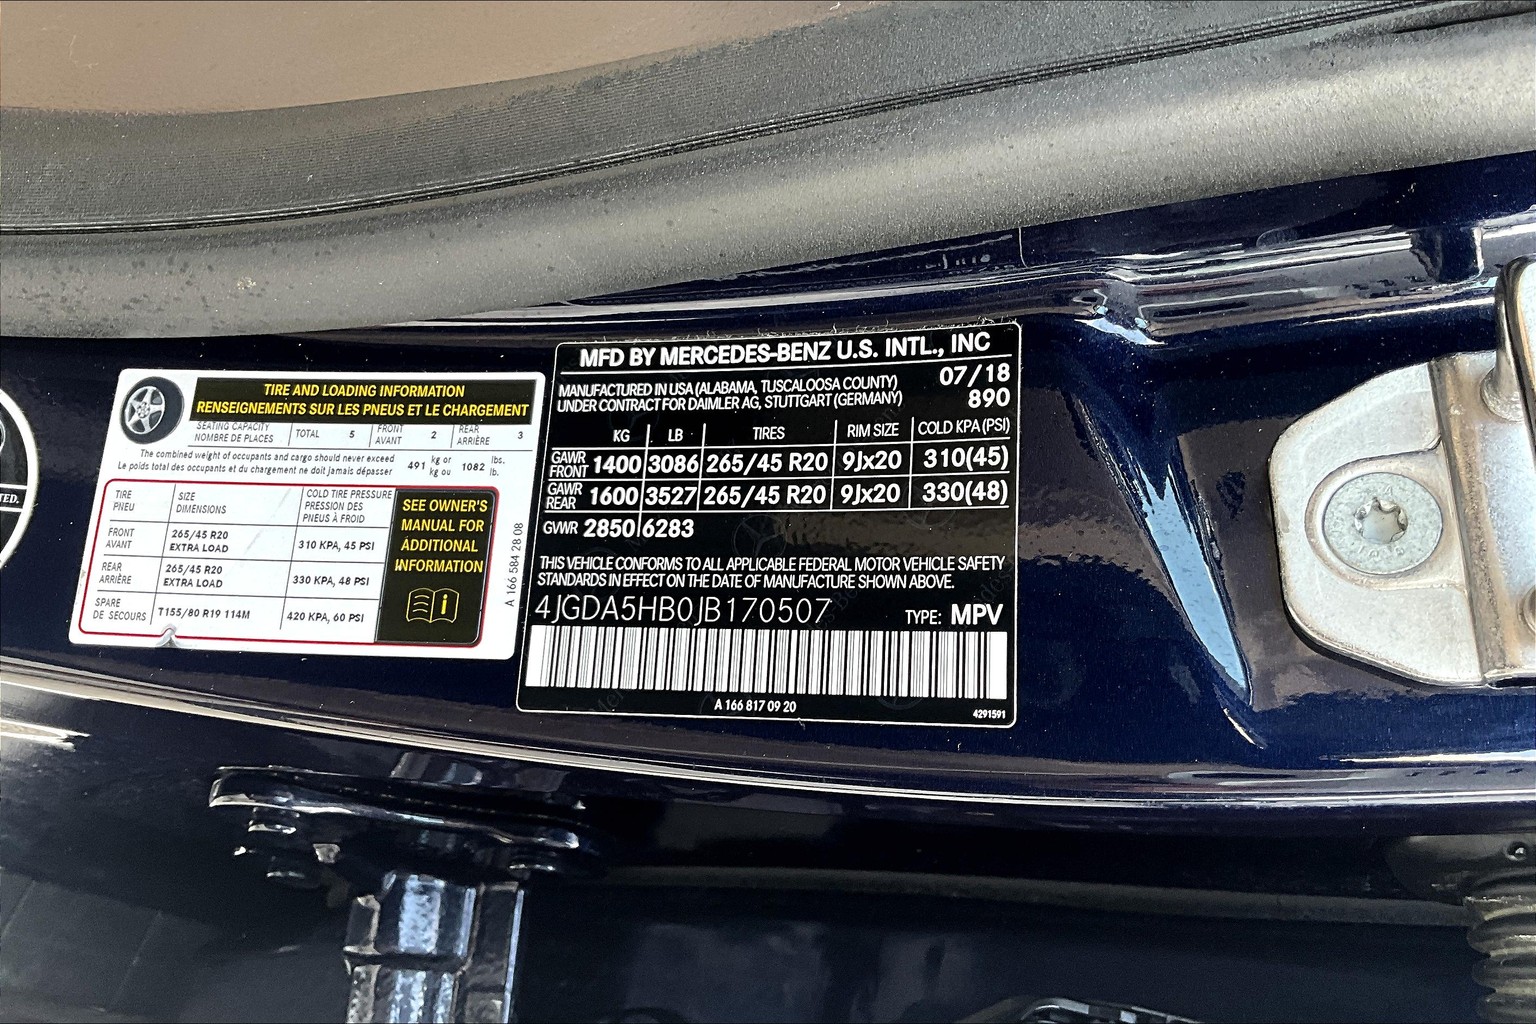 TED.
TIRE AND LOADING INFORMATION
RENSEIGNEMENTS SUR LES PNEUS ET LE CHARGEMENT
SEATING CAPACITY
NOMBRE DE PLACES
TOTAL 5
FRONT
AVANT
2
REAR
ARRIÈRE
3
The combined weight of occupants and cargo should never exceed
Le poids total des occupants et du chargement ne doit jamais dépasser
491 kg or
kg ou
1082 lbs.
lb.
TIRE
PNEU
SIZE
DIMENSIONS
COLD TIRE PRESSURE
PRESSION DES
PNEUS À FROID
FRONT
AVANT
265/45 R20
EXTRA LOAD
310 KPA, 45 PSI
REAR
ARRIÈRE
265/45 R20
EXTRA LOAD
330 KPA, 48 PSI
SPARE
DE SECOURS
T155/80 R19 114M
420 KPA, 60 PSI
SEE OWNER'S
MANUAL FOR
ADDITIONAL
INFORMATION
i
A 166 584 28 08
MFD BY MERCEDES-BENZ U.S. INTL., INC
MANUFACTURED IN USA (ALABAMA, TUSCALOOSA COUNTY)
UNDER CONTRACT FOR DAIMLER AG, STUTTGART (GERMANY)
07/18
890
KG LB TIRES RIM SIZE COLD KPA (PSI)
GAWR
FRONT
1400 3086 265/45 R20 9Jx20 310(45)
GAWR
REAR
1600 3527 265/45 R20 9Jx20 330(48)
GVWR 2850 6283
THIS VEHICLE CONFORMS TO ALL APPLICABLE FEDERAL MOTOR VEHICLE SAFETY
STANDARDS IN EFFECT ON THE DATE OF MANUFACTURE SHOWN ABOVE.
4JGDA5HB0JB170507
TYPE: MPV
A 166 817 09 20
4291591